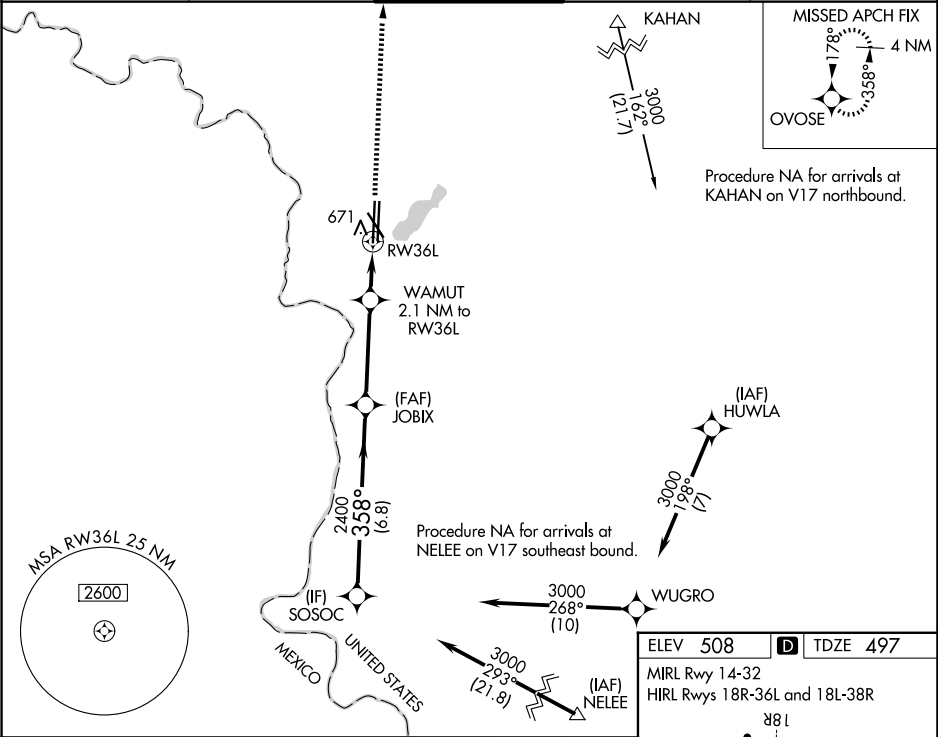 KAHAN
3000
162°
(21.7)
MISSED APCH FIX
4 NM
178°
358°
OVOSE
Procedure NA for arrivals at
KAHAN on V17 northbound.
671
RW36L
WAMUT
2.1 NM to
RW36L
(FAF)
JOBIX
(IAF)
HUWLA
3000
198°
(7)
2400
358°
(6.8)
Procedure NA for arrivals at
NELEE on V17 southeast bound.
MSA RW36L 25 NM
2600
(IF)
SOSOC
3000
268°
(10)
WUGRO
MEXICO
UNITED STATES
3000
293°
(21.8)
(IAF)
NELEE
ELEV 508 D TDZE 497
MIRL Rwy 14-32
HIRL Rwys 18R-36L and 18L-38R
18R